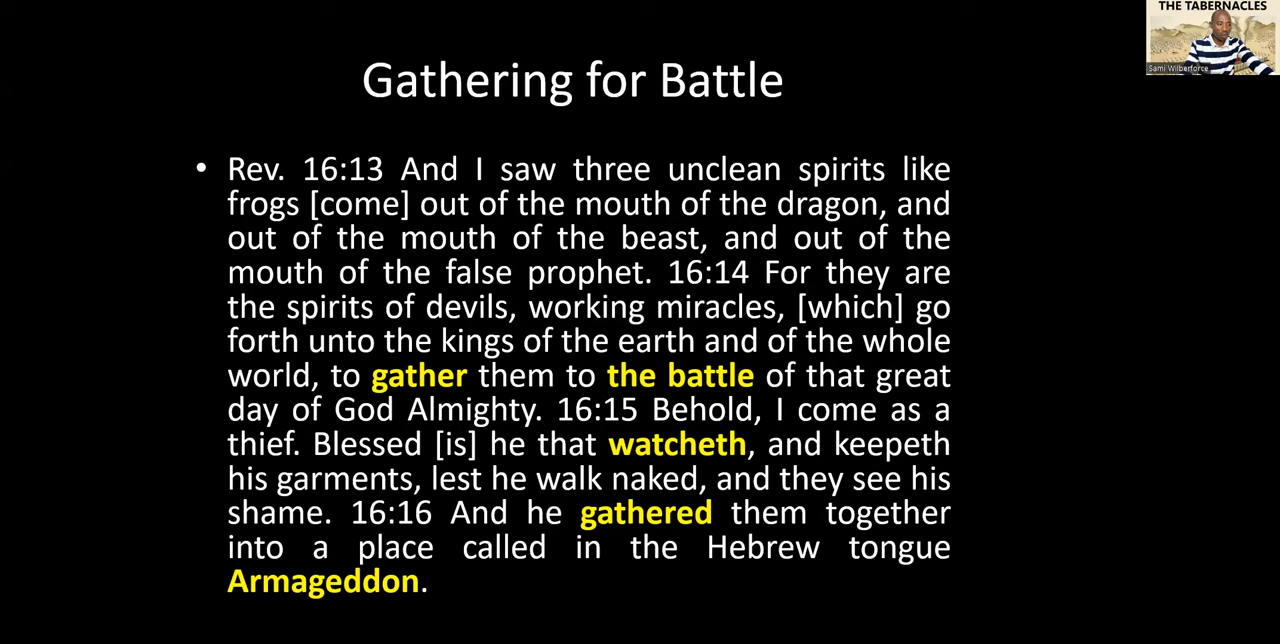 THE TABERNACLES
Sami Wilberforce
Gathering for Battle
• Rev. 16:13 And I saw three unclean spirits like
frogs [come] out of the mouth of the dragon, and
out of the mouth of the beast, and out of the
mouth of the false prophet. 16:14 For they are
the spirits of devils, working miracles, [which] go
forth unto the kings of the earth and of the whole
world, to gather them to the battle of that great
day of God Almighty. 16:15 Behold, I come as a
thief. Blessed [is] he that watcheth, and keepeth
his garments, lest he walk naked, and they see his
shame. 16:16 And he gathered them together
into a place called in the Hebrew tongue
Armageddon.